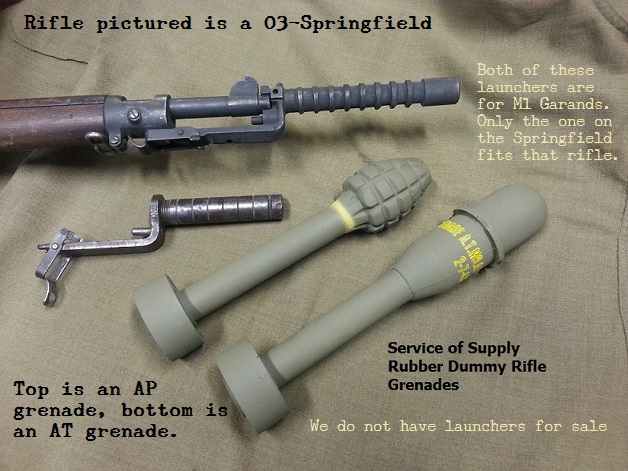 Rifle pictured is a 03-Springfield
Both of these
launchers are
for M1 Garands.
Only the one on
the Springfield
fits that rifle.
A.T.
Service of Supply
Rubber Dummy Rifle
Grenades
Top is an AP
grenade, bottom is
an AT grenade.
We do not have launchers for sale